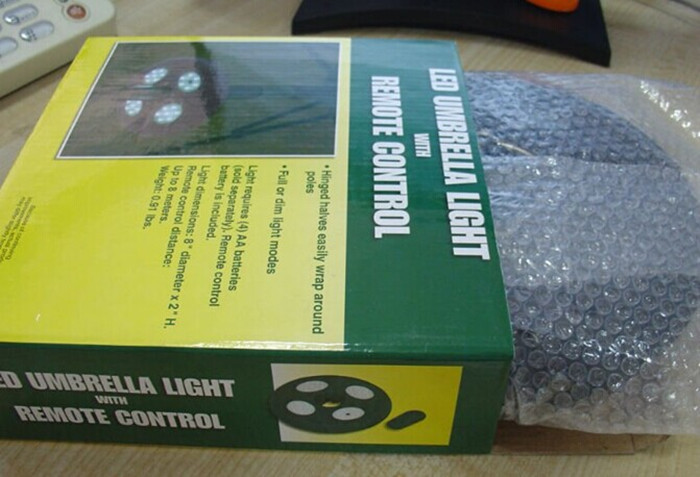 LED UMBRELLA LIGHT
WITH
REMOTE CONTROL
• Hinged halves easily wrap around
poles
• Full or dim light modes
Light requires (4) AA batteries
(sold separately). Remote control
battery is included.
Light dimensions: 8" diameter x 2" H.
Remote control distance:
Up to 8 meters.
Weight: 0.91 lbs.
ED UMBRELLA LIGHT
WITH
REMOTE CONTROL